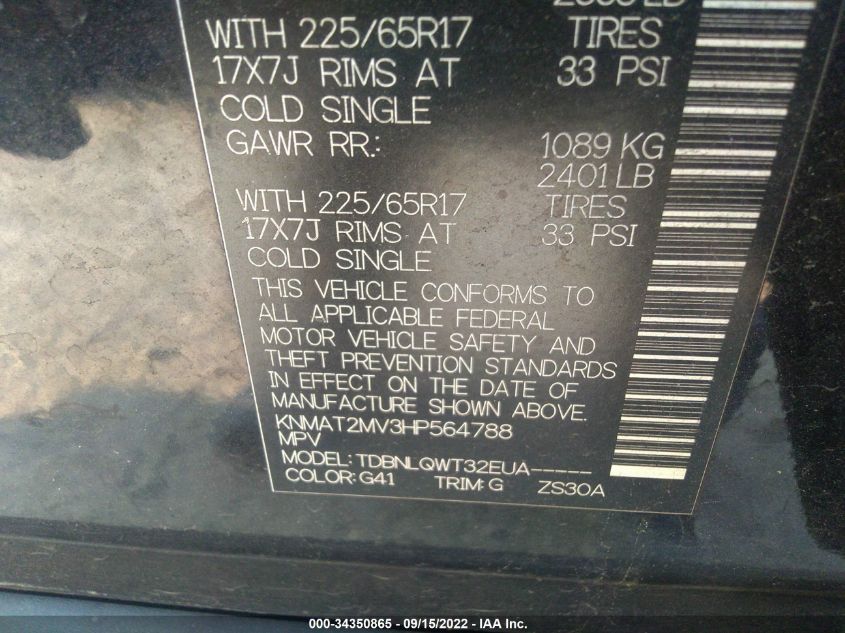 LB
WITH 225/65R17 TIRES
17X7J RIMS AT 33 PSI
COLD SINGLE
GAWR RR.: 1089 KG
2401 LB
WITH 225/65R17 TIRES
17X7J RIMS AT 33 PSI
COLD SINGLE
THIS VEHICLE CONFORMS TO
ALL APPLICABLE FEDERAL
MOTOR VEHICLE SAFETY AND
THEFT PREVENTION STANDARDS
IN EFFECT ON THE DATE OF
MANUFACTURE SHOWN ABOVE.
KNMAT2MV3HP564788
MPV
MODEL: TDBNLQWT32EUA-----
COLOR: G41 TRIM: G ZS30A
000-34350865 - 09/15/2022 - IAA Inc.